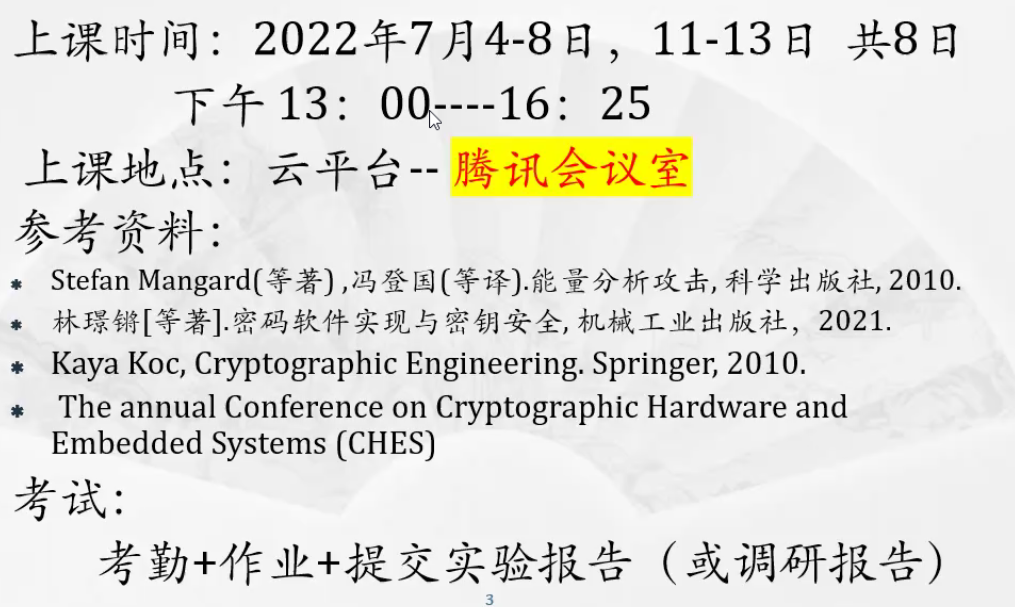 上课时间：2022年7月4-8日，11-13日 共8日
下午 13：00----16：25
上课地点：云平台--腾讯会议室
参考资料：
* Stefan Mangard(等著),冯登国(等译).能量分析攻击,科学出版社, 2010.
* 林璟锵[等著].密码软件实现与密钥安全,机械工业出版社，2021.
* Kaya Koc, Cryptographic Engineering. Springer, 2010.
* The annual Conference on Cryptographic Hardware and
Embedded Systems (CHES)
考试：
考勤+作业+提交实验报告（或调研报告）
3